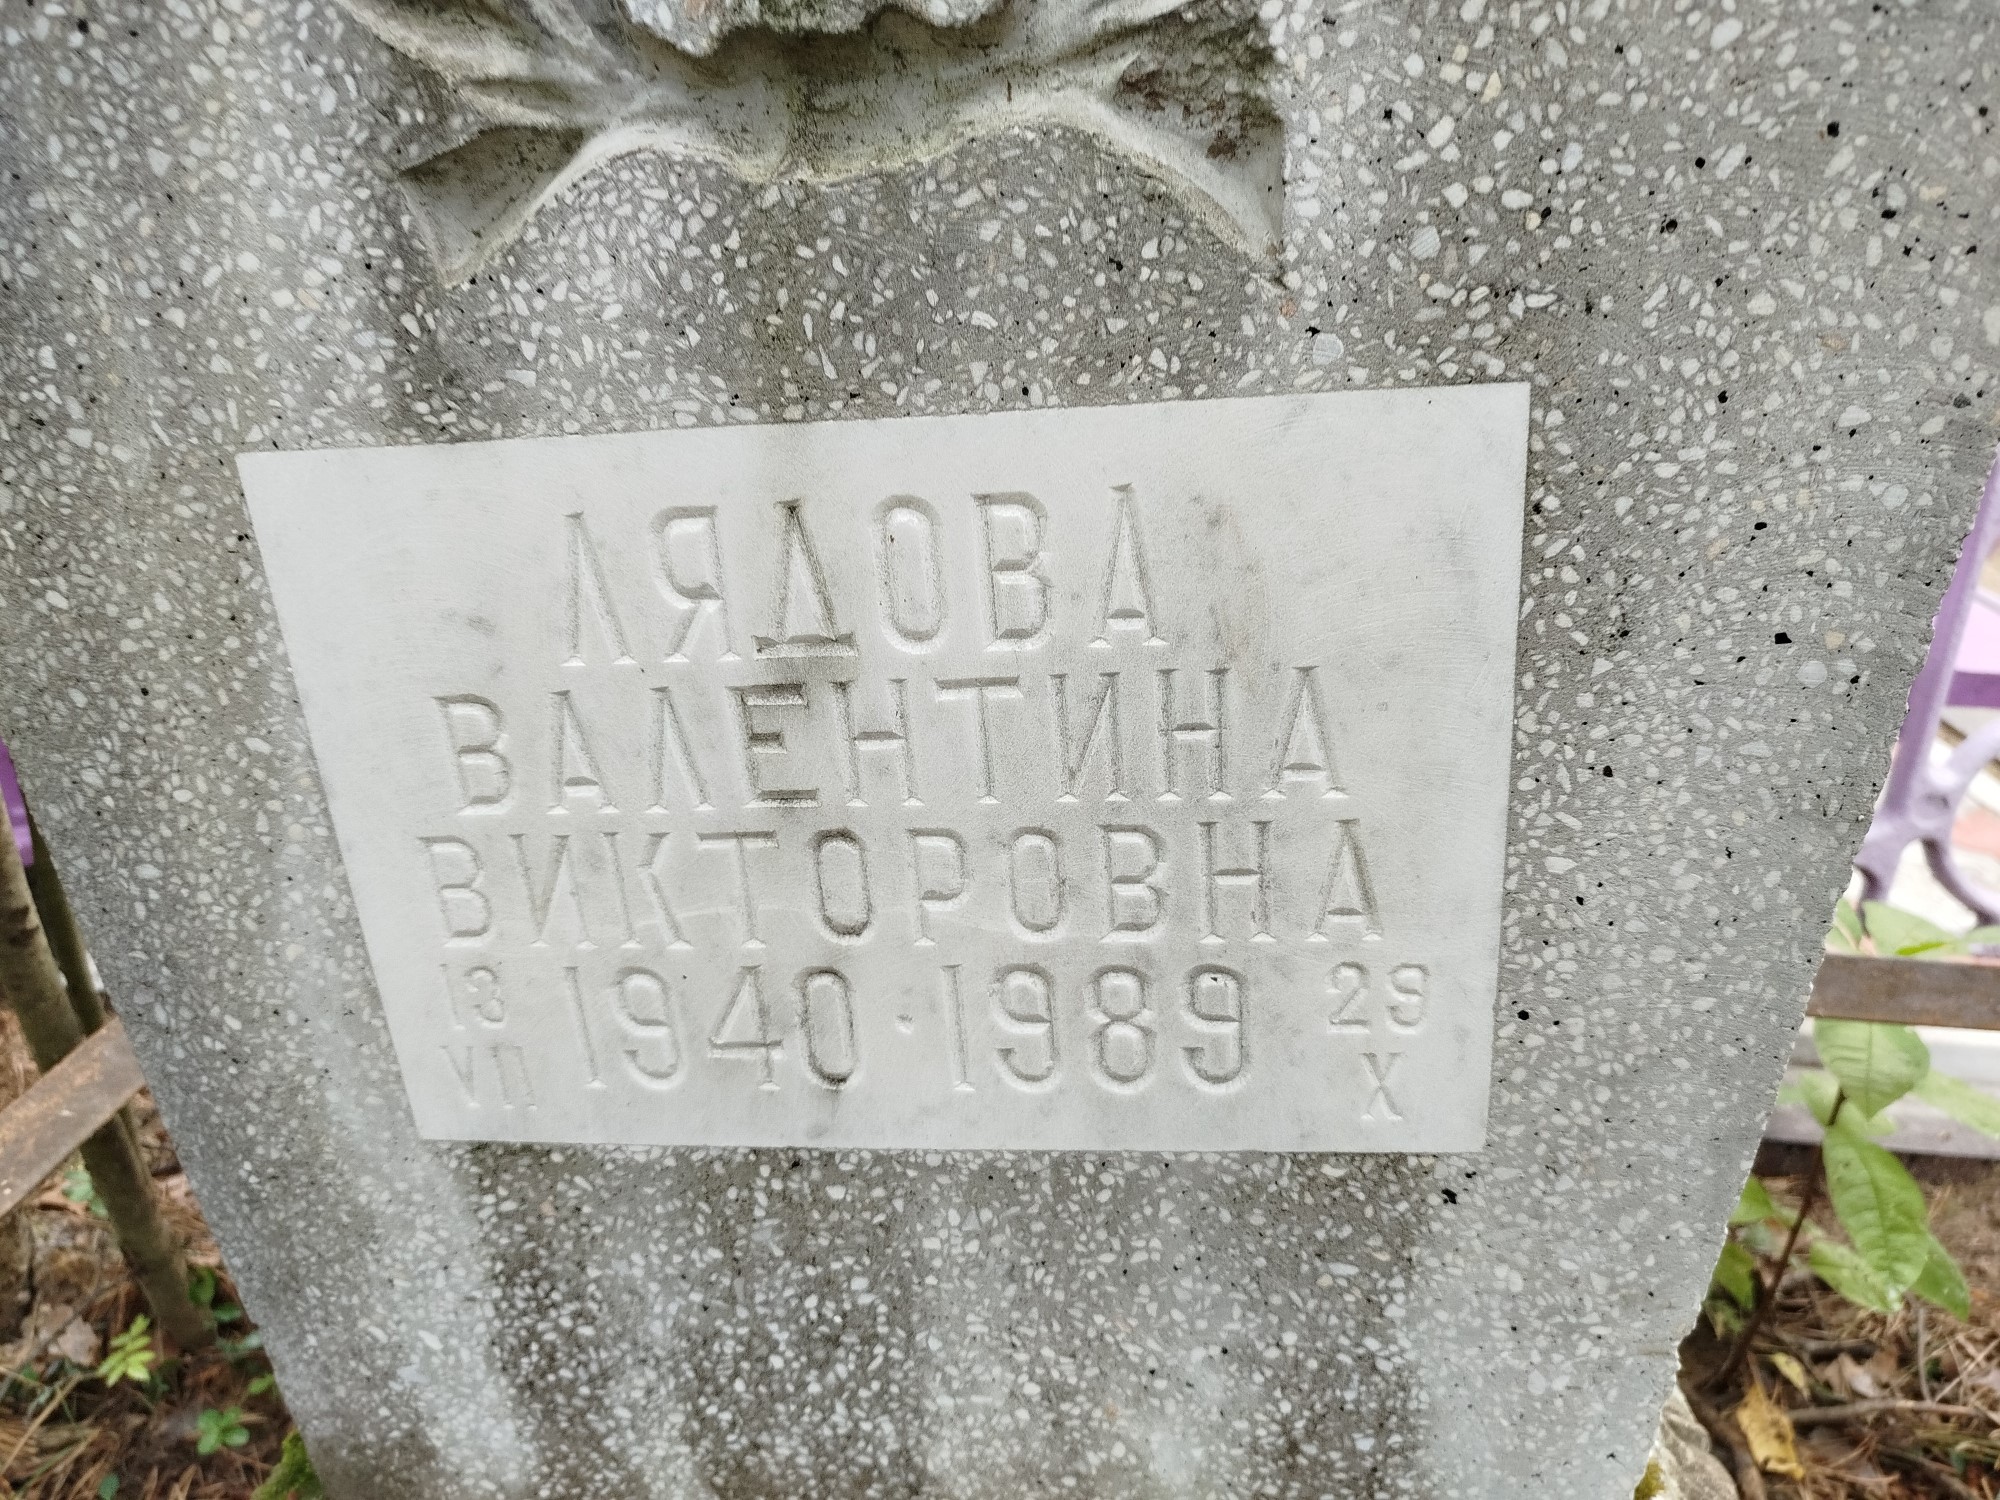 ЛЯДОВА
ВАЛЕНТИНА
ВИКТОРОВНА
13 1940 · 1989 29
VII X